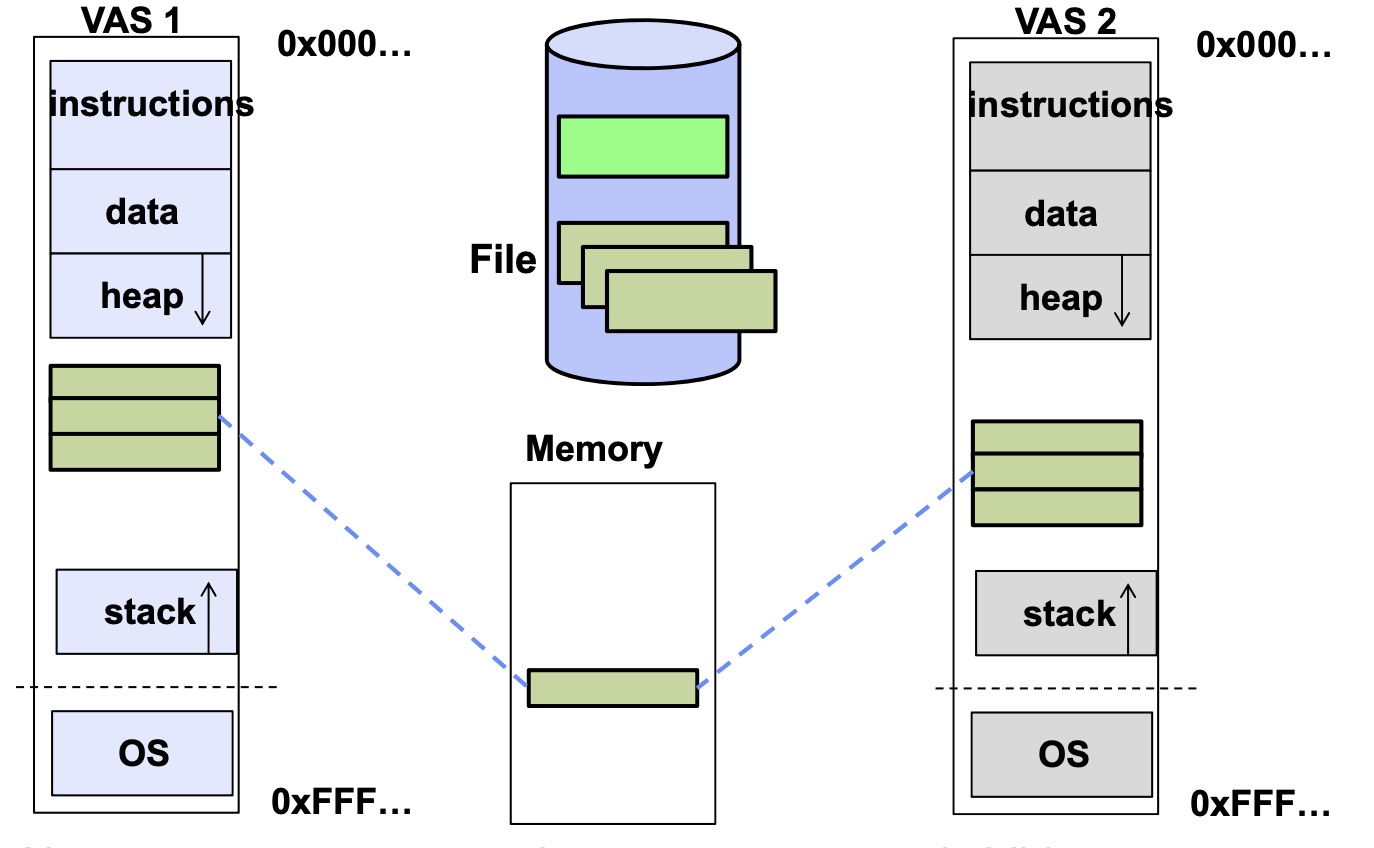 VAS 1
0x000...
instructions
data
heap
stack
OS
0xFFF...
File
Memory
VAS 2
0x000...
instructions
data
heap
stack
OS
0xFFF...